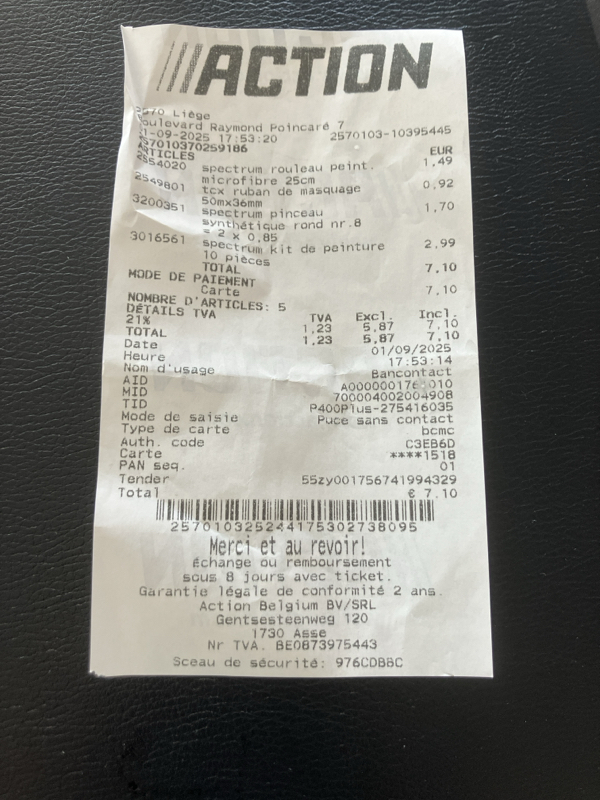 ACTION
Liège
Boulevard Raymond Poincaré 7
01-09-2025 17:53:20 2570103-10395445
A2570103702591​86
ARTICLES EUR
2554020 spectrum rouleau peint. 1,49
microfibre 25cm
2549801 tcx ruban de masquage 0,92
50mx36mm
3200351 spectrum pinceau 1,70
synthétique rond nr.8
= 2 x 0,85
3016561 spectrum kit de peinture 2,99
10 pièces
TOTAL 7,10
MODE DE PAIEMENT
Carte 7,10
NOMBRE D'ARTICLES: 5
DÉTAILS TVA TVA Excl. Incl.
21% 1,23 5,87 7,10
TOTAL 1,23 5,87 7,10
Date 01/09/2025
Heure 17:53:14
Nom d'usage Bancontact
AID
MID 700004002004908
TID P400Plus-275416035
Mode de saisie Puce sans contact
Type de carte bcmc
Auth. code C3EB6D
Carte ****1518
PAN seq. 01
Tender 55zy001756741994329
Total € 7.10
257010325244175302738095
Merci et au revoir!
échange ou remboursement
sous 8 jours avec ticket.
Garantie légale de conformité 2 ans.
Action Belgium BV/SRL
Gentsesteenweg 120
1730 Asse
Nr TVA. BE0873975443
Sceau de sécurité: 976CDB8C